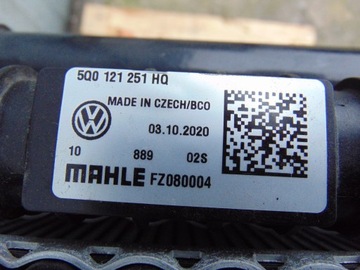 5Q0 121 251 HQ
MADE IN CZECH/BCO
03.10.2020
10 889 02S
MAHLE FZ080004